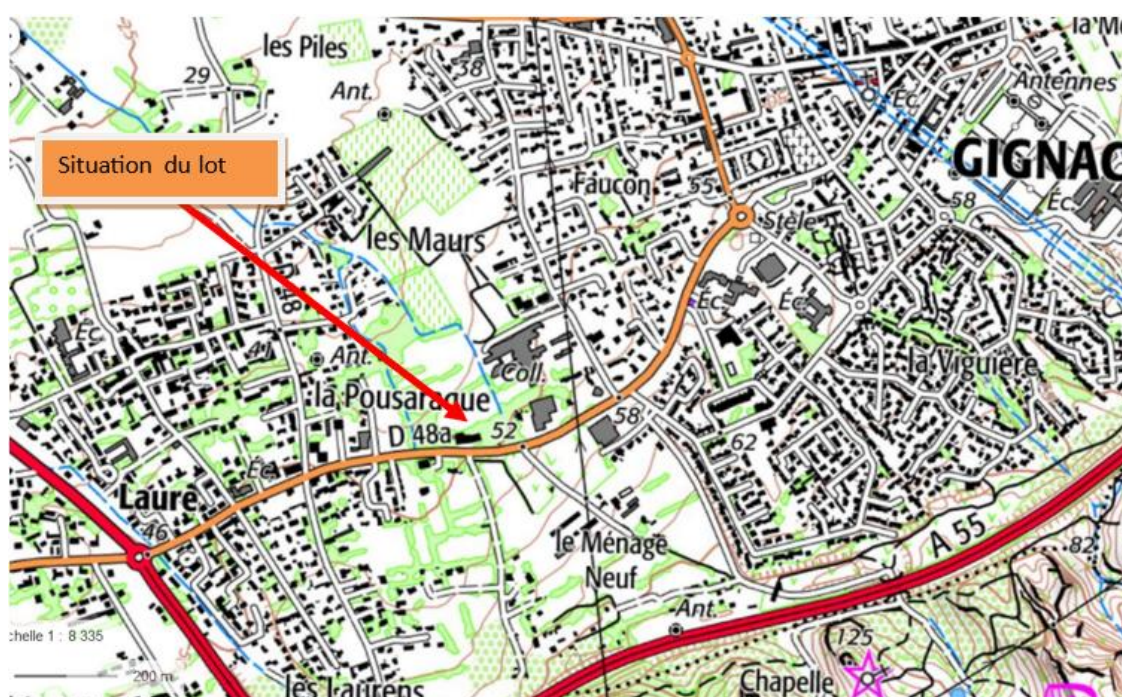 les Piles
la M
29
58
Ant.
Éc.
Antennes
Situation du lot
GIGNAC
Faucon
55
Stèle
58
Éc.
les Maurs
48
Éc.
Éc.
Éc.
41
Ant.
Coll.
la Viguière
la Pousaraque
D 48a
52
58
62
Éc.
Laure
46
le Ménage
Neuf
A 55
82
Ant.
chelle 1 : 8 335
125
200 m
les Laurens
Chapelle